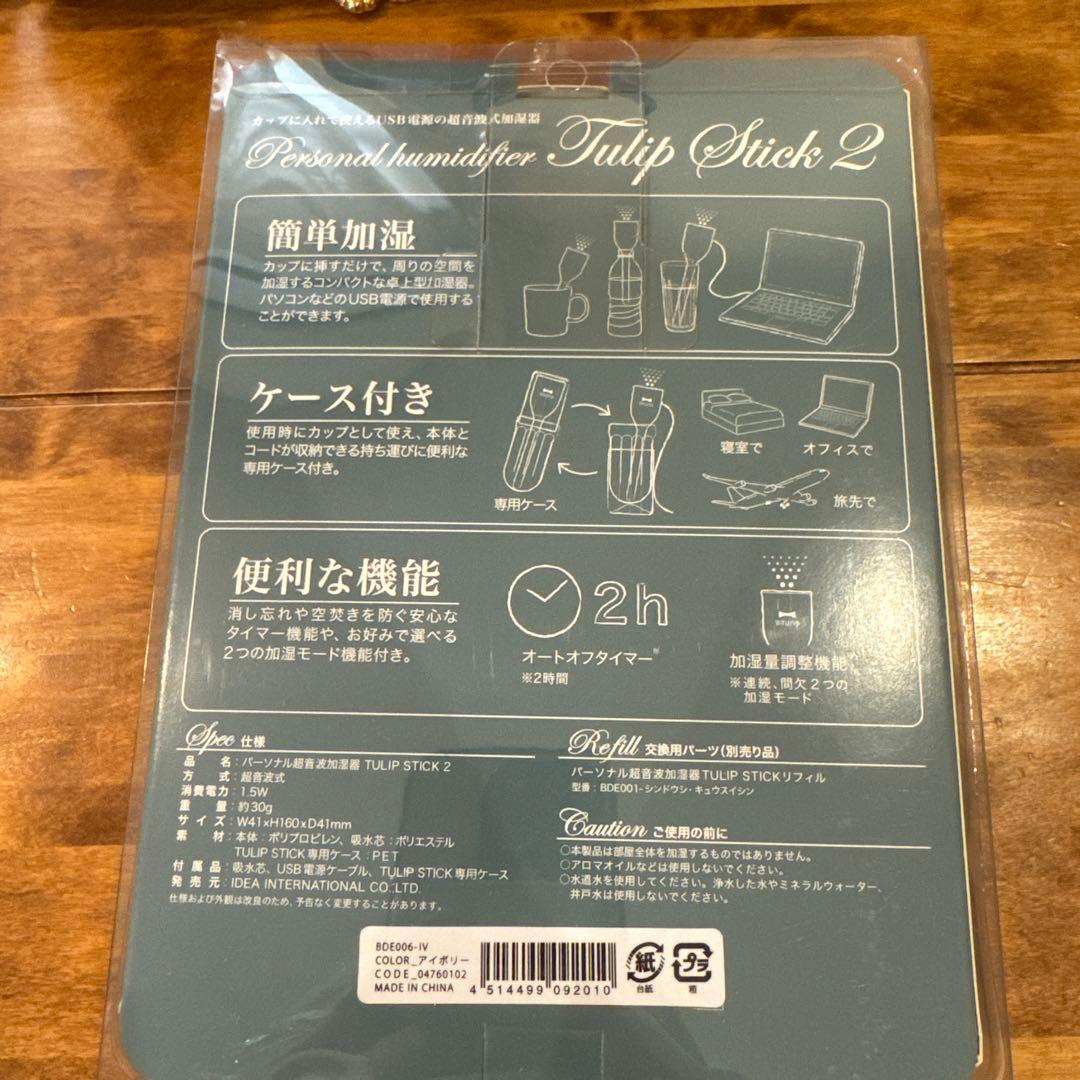 カップに入れて使えるUSB電源の超音波式加湿器
Personal humidifier Tulip Stick 2
簡単加湿
カップに挿すだけで、周りの空間を
加湿するコンパクトな卓上型加湿器。
パソコンなどのUSB電源で使用する
ことができます。
ケース付き
使用時にカップとして使え、本体と
コードが収納できる持ち運びに便利な
専用ケース付き。
専用ケース
寝室で
オフィスで
旅先で
便利な機能
消し忘れや空焚きを防ぐ安心な
タイマー機能や、お好みで選べる
2つの加湿モード機能付き。
2h
オートオフタイマー※
※2時間
BRUNO
加湿量調整機能※
※連続、間欠2つの
加湿モード
Spec 仕様
品名:パーソナル超音波加湿器 TULIP STICK 2
方式:超音波式
消費電力:1.5W
重量:約30g
サイズ:W41×H160×D41mm
素材:本体:ポリプロピレン、吸水芯:ポリエステル
TULIP STICK専用ケース:PET
付属品:吸水芯、USB電源ケーブル、TULIP STICK専用ケース
発売元:IDEA INTERNATIONAL CO.,LTD.
仕様および外観は改良のため、予告なく変更することがあります。
Refill 交換用パーツ(別売り品)
パーソナル超音波加湿器TULIP STICKリフィル
型番:BDE001-シンドウシ・キュウスイシン
Caution ご使用の前に
○本製品は部屋全体を加湿するものではありません。
○アロマオイルなどは使用しないでください。
○水道水を使用してください。浄水した水やミネラルウォーター、
井戸水は使用しないでください。
BDE006-IV
COLOR_アイボリー
CODE_04760102
MADE IN CHINA
4 514499 092010
紙
台紙
プラ
箱